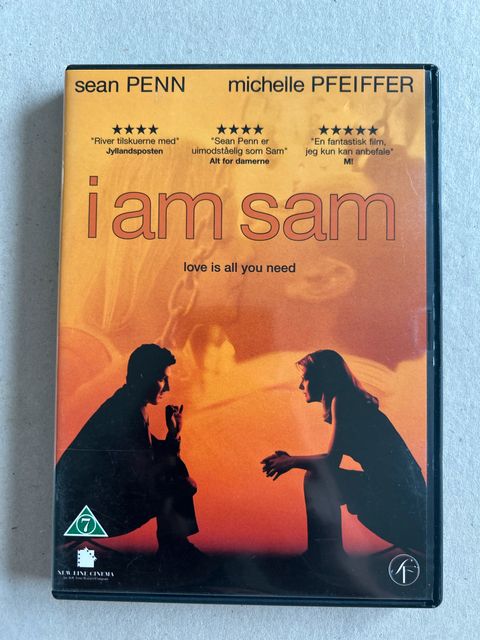 sean PENN michelle PFEIFFER
"River tilskuerne med"
Jyllandsposten
"Sean Penn er
uimodståelig som Sam"
Alt for damerne
"En fantastisk film,
jeg kun kan anbefale"
M!
i am sam
love is all you need
7
NEW LINE CINEMA